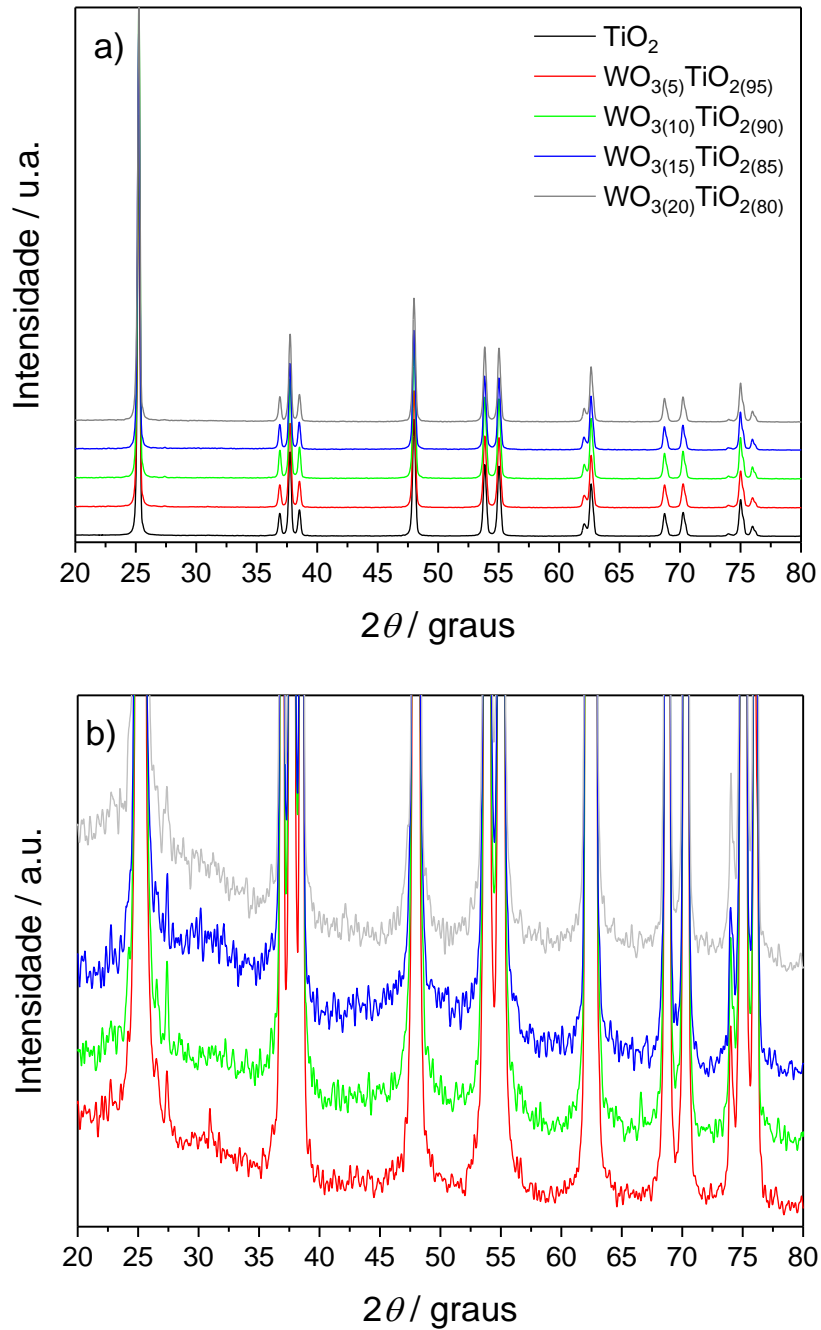 a)
TiO₂
WO₃₍₅₎TiO₂₍₉₅₎
WO₃₍₁₀₎TiO₂₍₉₀₎
WO₃₍₁₅₎TiO₂₍₈₅₎
WO₃₍₂₀₎TiO₂₍₈₀₎
Intensidade / u.a.
20 25 30 35 40 45 50 55 60 65 70 75 80
2θ / graus
b)
Intensidade / a.u.
20 25 30 35 40 45 50 55 60 65 70 75 80
2θ / graus